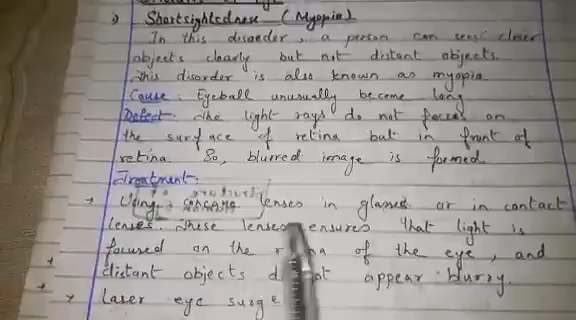 1) Shortsightedness (Myopia)
In this disorder, a person can see closer
objects clearly but not distant objects.
This disorder is also known as myopia
Cause. Eyeball unusually become long
Defect. The light rays do not focus on
the surface of retina but in front of
retina. So, blurred image is formed
Treatment:
→ Using concave lenses in glasses or in contact
lenses. These lenses ensures that light is
focused on the of the eye, and
distant objects appear blurry.
→ Laser eye surge